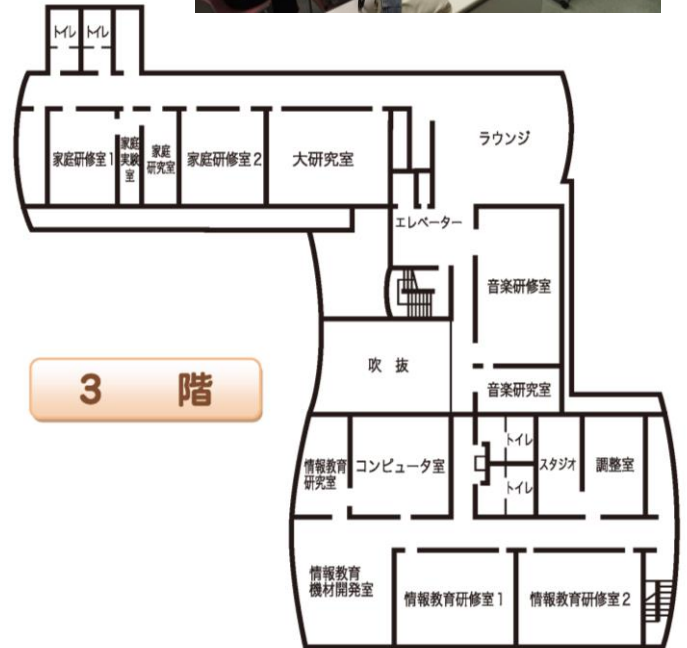 トイレ
トイレ
家庭研修室1
家庭
実験
室
家庭
研究室
家庭研修室2
大研究室
ラウンジ
エレベーター
音楽研修室
3 階
吹 抜
音楽研究室
情報教育
研究室
コンピュータ室
トイレ
トイレ
スタジオ
調整室
情報教育
機材開発室
情報教育研修室1
情報教育研修室2